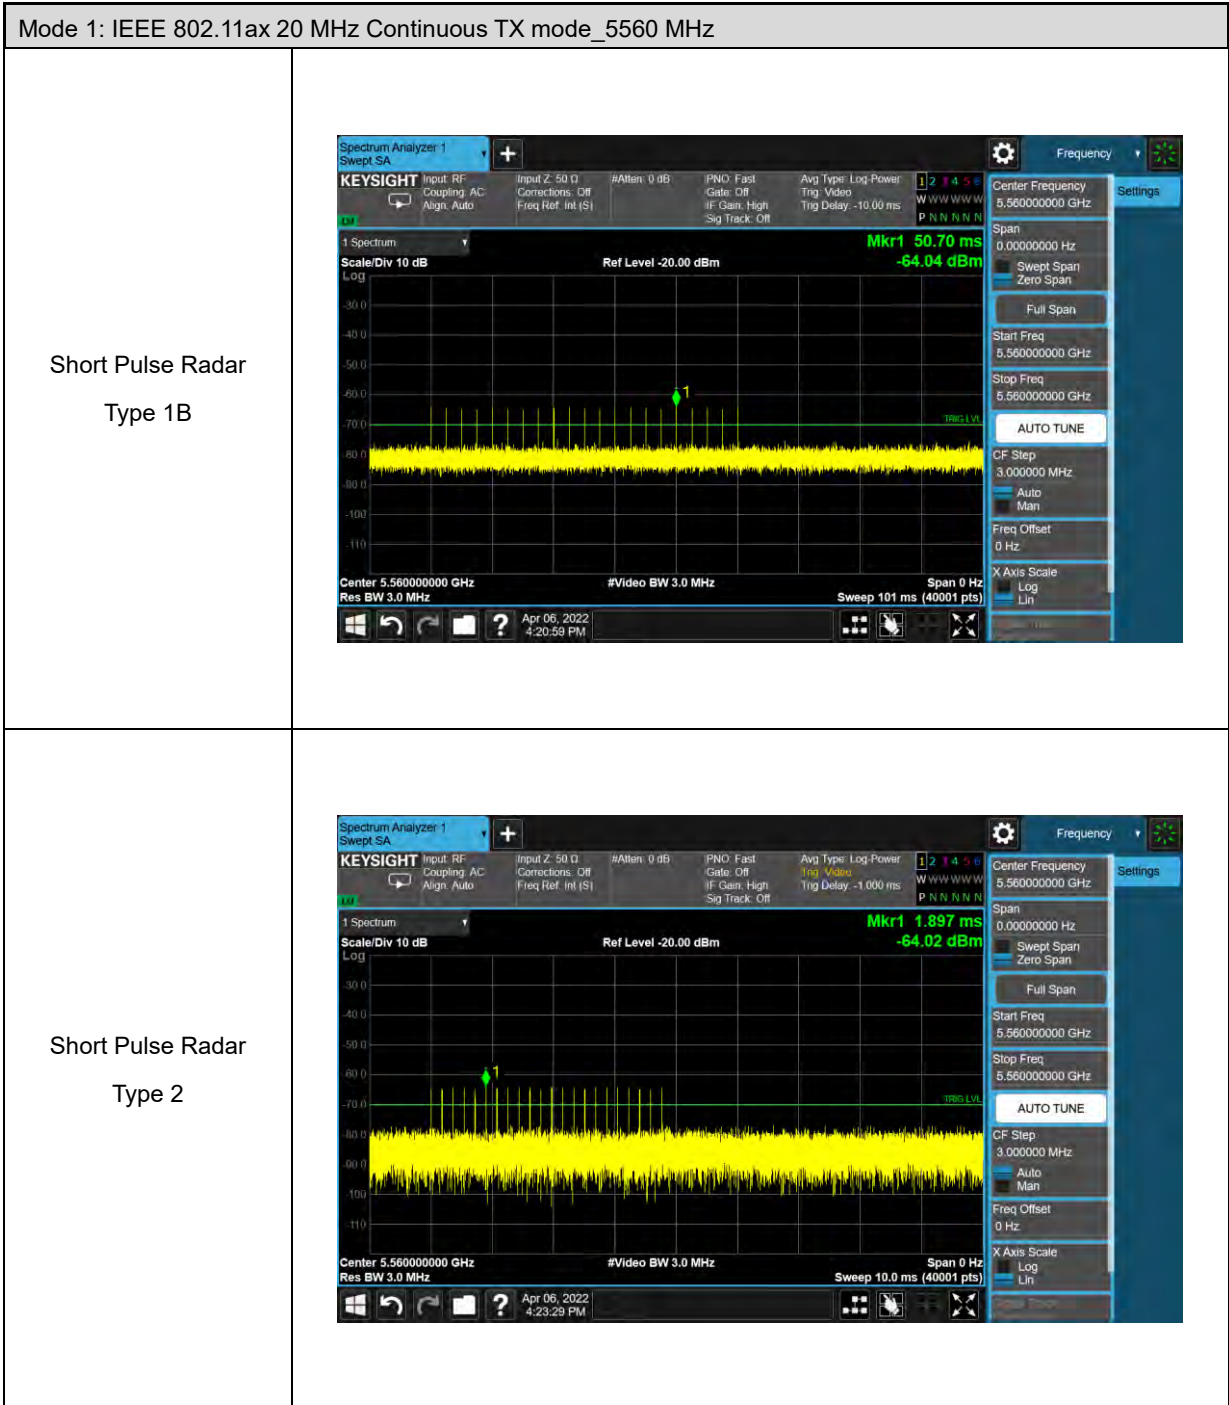 Mode 1: IEEE 802.11ax 20 MHz Continuous TX mode_5560 MHz
Short Pulse Radar
Type 1B
Spectrum Analyzer 1
Swept SA
Frequency
KEYSIGHT
Input: RF
Coupling: AC
Align: Auto
Input Z: 50 Ω
Corrections: Off
Freq Ref: Int (S)
#Atten: 0 dB
PNO: Fast
Gate: Off
IF Gain: High
Sig Track: Off
Avg Type: Log-Power
Trig: Video
Trig Delay: -10.00 ms
1 2 3 4 5 6
W W W W W W
P N N N N N
LXI
1 Spectrum
Mkr1 50.70 ms
Scale/Div 10 dB
Ref Level -20.00 dBm
-64.04 dBm
Log
-30.0
-40.0
-50.0
-60.0
1
-70.0
TRIG LVL
-80.0
-90.0
-100
-110
Center 5.560000000 GHz
#Video BW 3.0 MHz
Span 0 Hz
Res BW 3.0 MHz
Sweep 101 ms (40001 pts)
Apr 06, 2022
4:20:59 PM
Center Frequency
5.560000000 GHz
Settings
Span
0.00000000 Hz
Swept Span
Zero Span
Full Span
Start Freq
5.560000000 GHz
Stop Freq
5.560000000 GHz
AUTO TUNE
CF Step
3.000000 MHz
Auto
Man
Freq Offset
0 Hz
X Axis Scale
Log
Lin
Short Pulse Radar
Type 2
Spectrum Analyzer 1
Swept SA
Frequency
KEYSIGHT
Input: RF
Coupling: AC
Align: Auto
Input Z: 50 Ω
Corrections: Off
Freq Ref: Int (S)
#Atten: 0 dB
PNO: Fast
Gate: Off
IF Gain: High
Sig Track: Off
Avg Type: Log-Power
Trig: Video
Trig Delay: -1.000 ms
1 2 3 4 5 6
W W W W W W
P N N N N N
LXI
1 Spectrum
Mkr1 1.897 ms
Scale/Div 10 dB
Ref Level -20.00 dBm
-64.02 dBm
Log
-30.0
-40.0
-50.0
-60.0
1
-70.0
TRIG LVL
-80.0
-90.0
-100
-110
Center 5.560000000 GHz
#Video BW 3.0 MHz
Span 0 Hz
Res BW 3.0 MHz
Sweep 10.0 ms (40001 pts)
Apr 06, 2022
4:23:29 PM
Center Frequency
5.560000000 GHz
Settings
Span
0.00000000 Hz
Swept Span
Zero Span
Full Span
Start Freq
5.560000000 GHz
Stop Freq
5.560000000 GHz
AUTO TUNE
CF Step
3.000000 MHz
Auto
Man
Freq Offset
0 Hz
X Axis Scale
Log
Lin